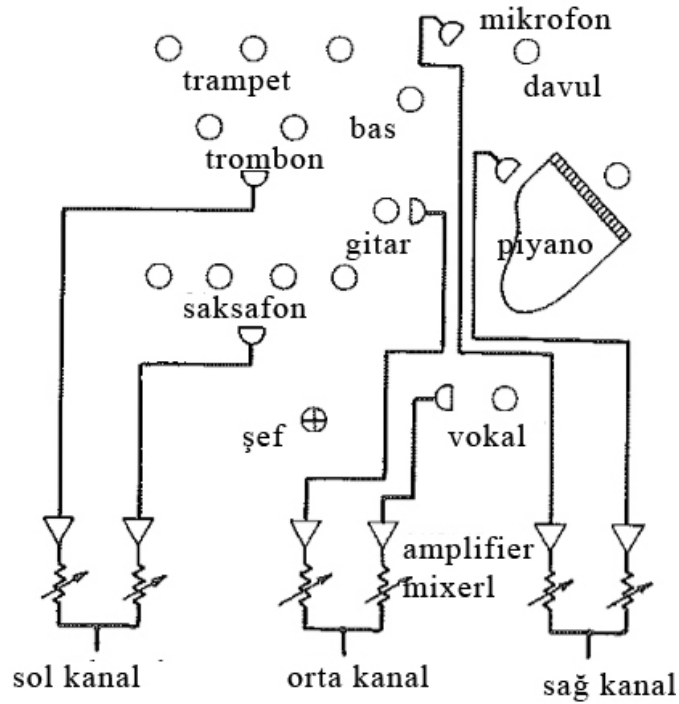 mikrofon
trampet
davul
bas
trombon
gitar
piyano
saksafon
şef
vokal
amplifier
mixerl
sol kanal
orta kanal
sağ kanal